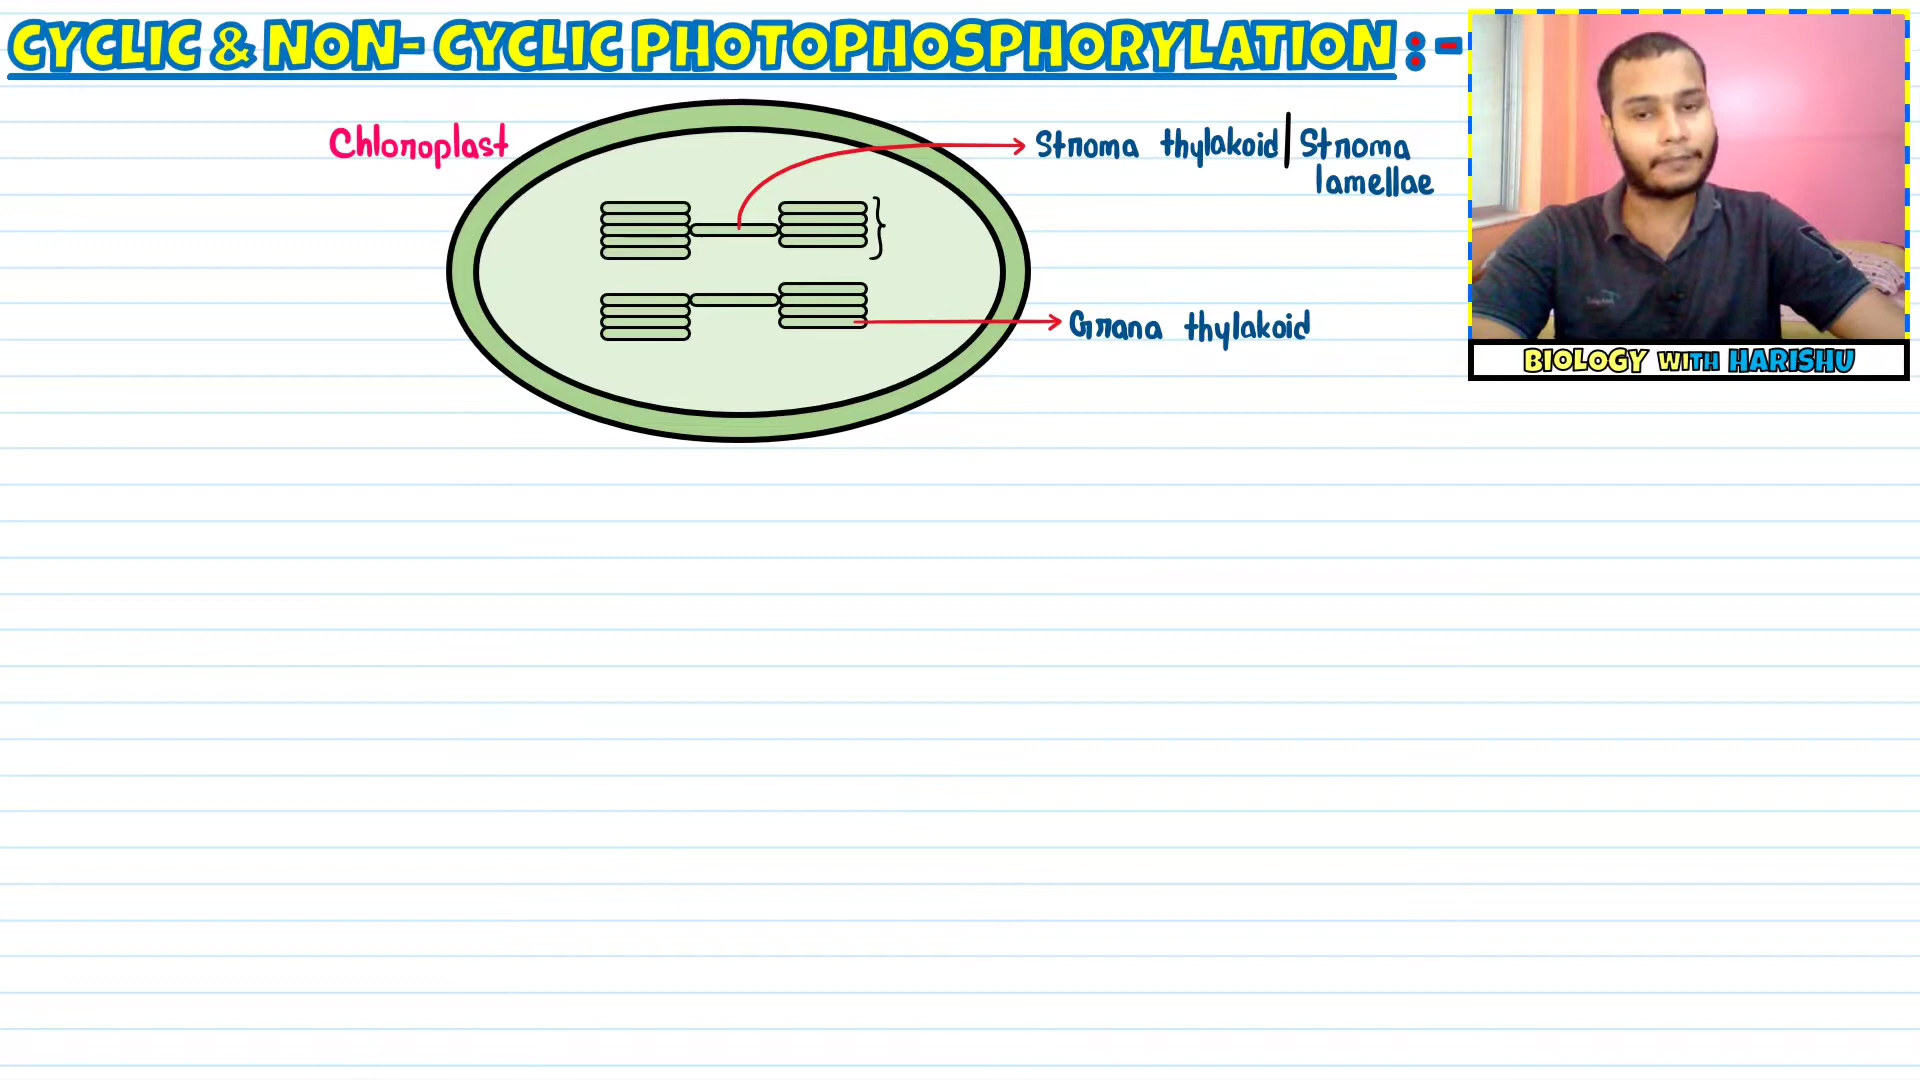 CYCLIC & NON- CYCLIC PHOTOPHOSPHORYLATION :-
Chloroplast
Stroma thylakoid | Stroma
lamellae
Grana thylakoid
BIOLOGY WITH HARISHU